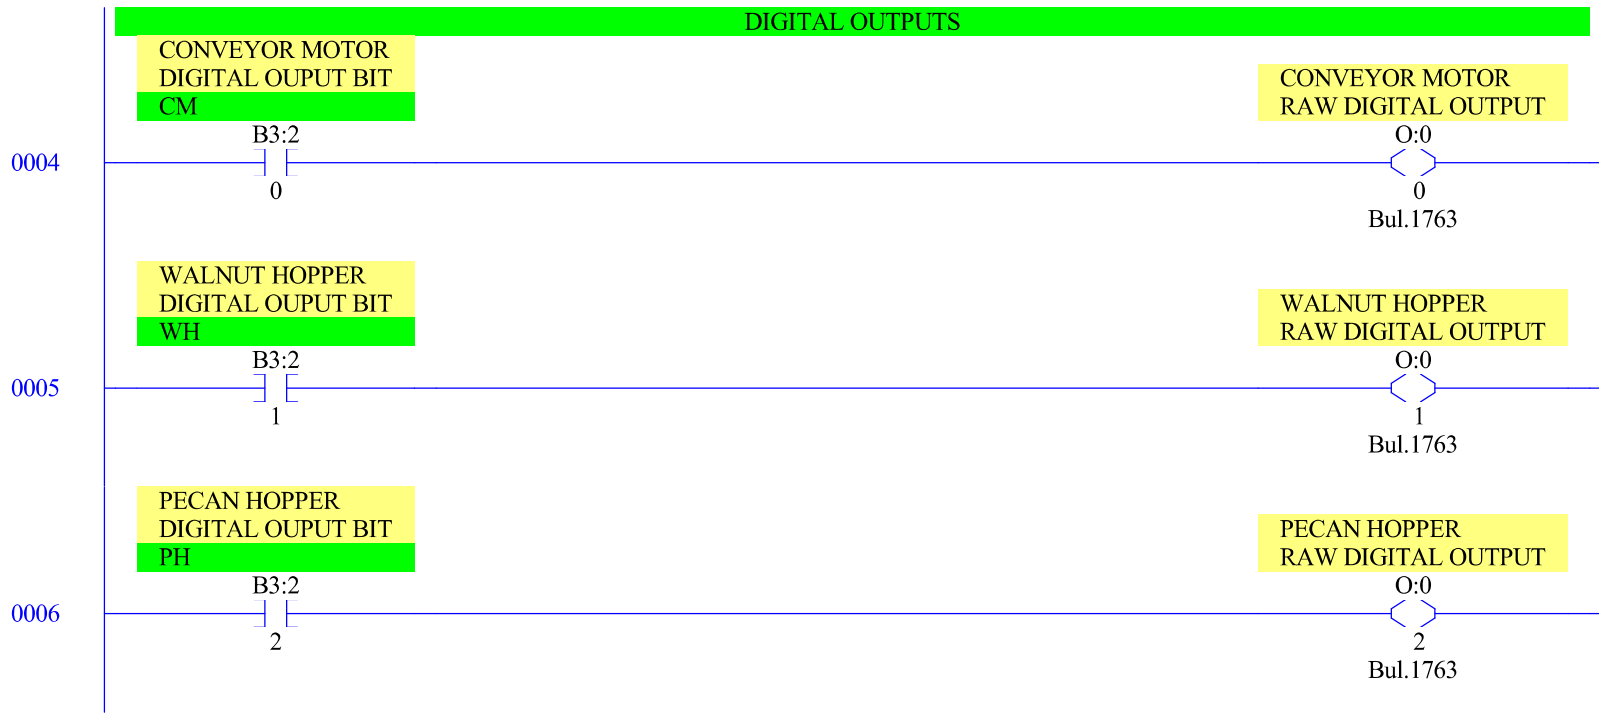 DIGITAL OUTPUTS
CONVEYOR MOTOR
DIGITAL OUPUT BIT
CM
B3:2
0
CONVEYOR MOTOR
RAW DIGITAL OUTPUT
O:0
0
Bul.1763
0004
WALNUT HOPPER
DIGITAL OUPUT BIT
WH
B3:2
1
WALNUT HOPPER
RAW DIGITAL OUTPUT
O:0
1
Bul.1763
0005
PECAN HOPPER
DIGITAL OUPUT BIT
PH
B3:2
2
PECAN HOPPER
RAW DIGITAL OUTPUT
O:0
2
Bul.1763
0006